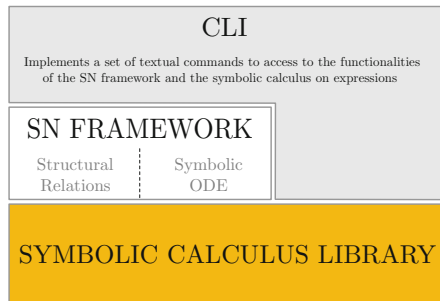 CLI
Implements a set of textual commands to access to the functionalities
of the SN framework and the symbolic calculus on expressions
SN FRAMEWORK
Structural
Relations
Symbolic
ODE
SYMBOLIC CALCULUS LIBRARY